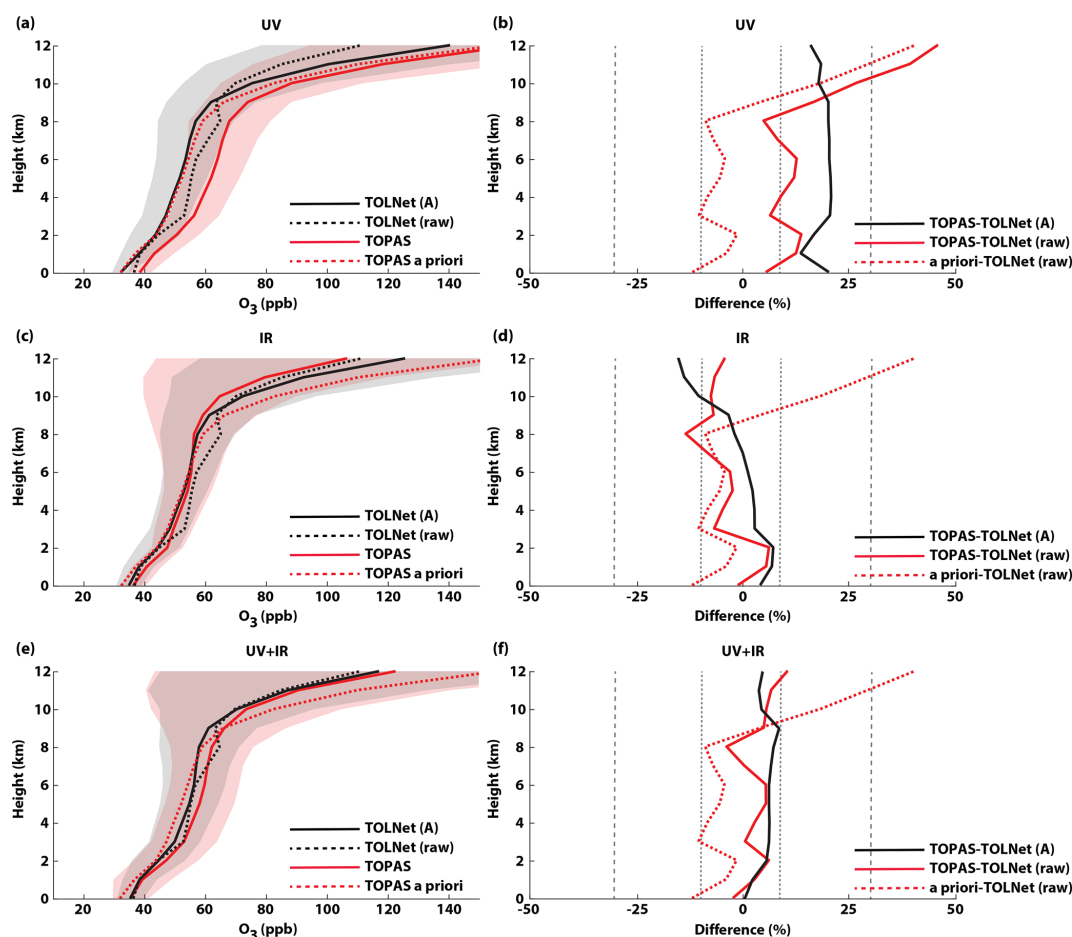 (a)
UV
12
10
8
6
4
2
0
Height (km)
TOLNet (A)
TOLNet (raw)
TOPAS
TOPAS a priori
20
40
60
80
100
120
140
O3 (ppb)
(b)
UV
12
10
8
6
4
2
0
Height (km)
TOPAS-TOLNet (A)
TOPAS-TOLNet (raw)
a priori-TOLNet (raw)
-50
-25
0
25
50
Difference (%)
(c)
IR
12
10
8
6
4
2
0
Height (km)
TOLNet (A)
TOLNet (raw)
TOPAS
TOPAS a priori
20
40
60
80
100
120
140
O3 (ppb)
(d)
IR
12
10
8
6
4
2
0
Height (km)
TOPAS-TOLNet (A)
TOPAS-TOLNet (raw)
a priori-TOLNet (raw)
-50
-25
0
25
50
Difference (%)
(e)
UV+IR
12
10
8
6
4
2
0
Height (km)
TOLNet (A)
TOLNet (raw)
TOPAS
TOPAS a priori
20
40
60
80
100
120
140
O3 (ppb)
(f)
UV+IR
12
10
8
6
4
2
0
Height (km)
TOPAS-TOLNet (A)
TOPAS-TOLNet (raw)
a priori-TOLNet (raw)
-50
-25
0
25
50
Difference (%)